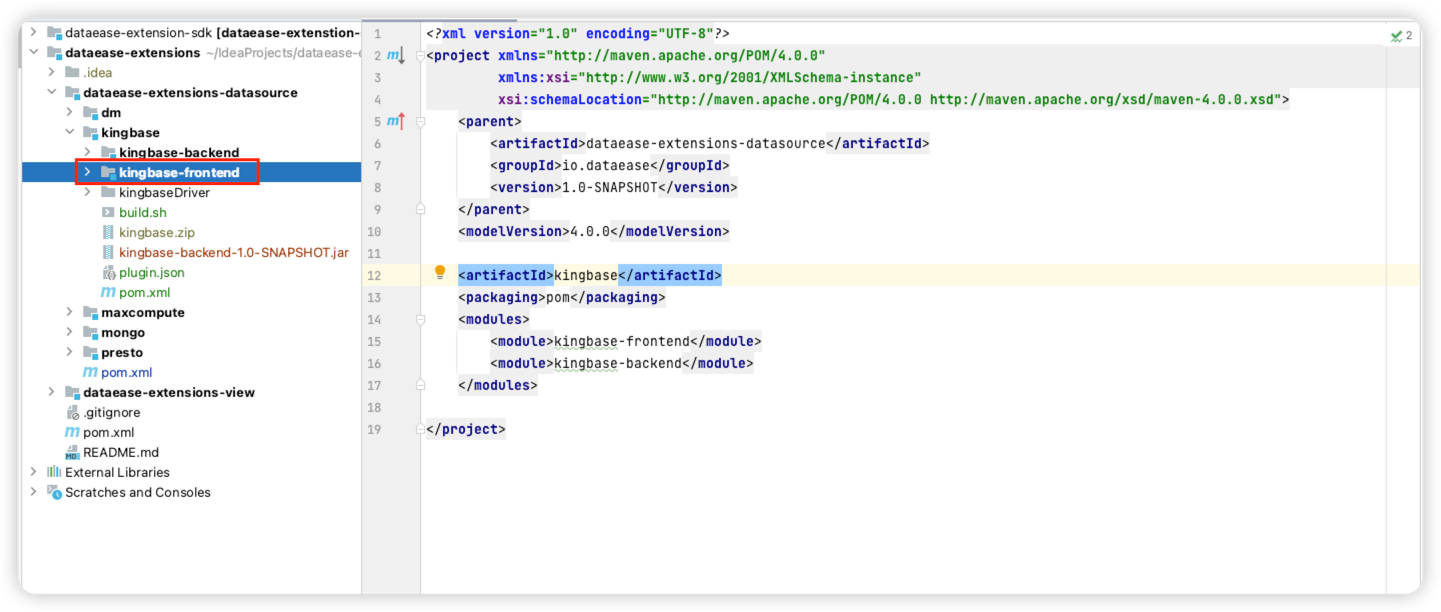 dataease-extension-sdk [dataease-extenstion-
dataease-extensions ~/IdeaProjects/dataease-e
.idea
dataease-extensions-datasource
dm
kingbase
kingbase-backend
kingbase-frontend
kingbaseDriver
build.sh
kingbase.zip
kingbase-backend-1.0-SNAPSHOT.jar
plugin.json
pom.xml
maxcompute
mongo
presto
pom.xml
dataease-extensions-view
.gitignore
pom.xml
README.md
External Libraries
Scratches and Consoles
1 <?xml version="1.0" encoding="UTF-8"?>
2 <project xmlns="http://maven.apache.org/POM/4.0.0"
3 xmlns:xsi="http://www.w3.org/2001/XMLSchema-instance"
4 xsi:schemaLocation="http://maven.apache.org/POM/4.0.0 http://maven.apache.org/xsd/maven-4.0.0.xsd">
5 <parent>
6 <artifactId>dataease-extensions-datasource</artifactId>
7 <groupId>io.dataease</groupId>
8 <version>1.0-SNAPSHOT</version>
9 </parent>
10 <modelVersion>4.0.0</modelVersion>
11
12 <artifactId>kingbase</artifactId>
13 <packaging>pom</packaging>
14 <modules>
15 <module>kingbase-frontend</module>
16 <module>kingbase-backend</module>
17 </modules>
18
19 </project>
2